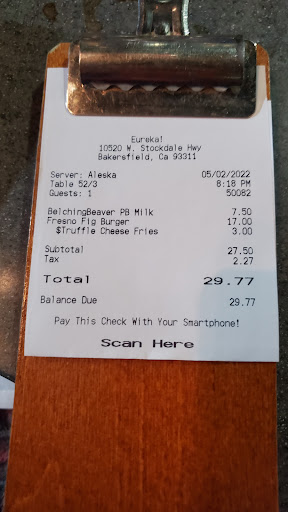 Eureka!
10520 W. Stockdale Hwy
Bakersfield, Ca 93311
Server: Aleska 05/02/2022
Table 52/3 8:18 PM
Guests: 1 50082
BelchingBeaver PB Milk 7.50
Fresno Fig Burger 17.00
$Truffle Cheese Fries 3.00
Subtotal 27.50
Tax 2.27
Total 29.77
Balance Due 29.77
Pay This Check With Your Smartphone!
Scan Here